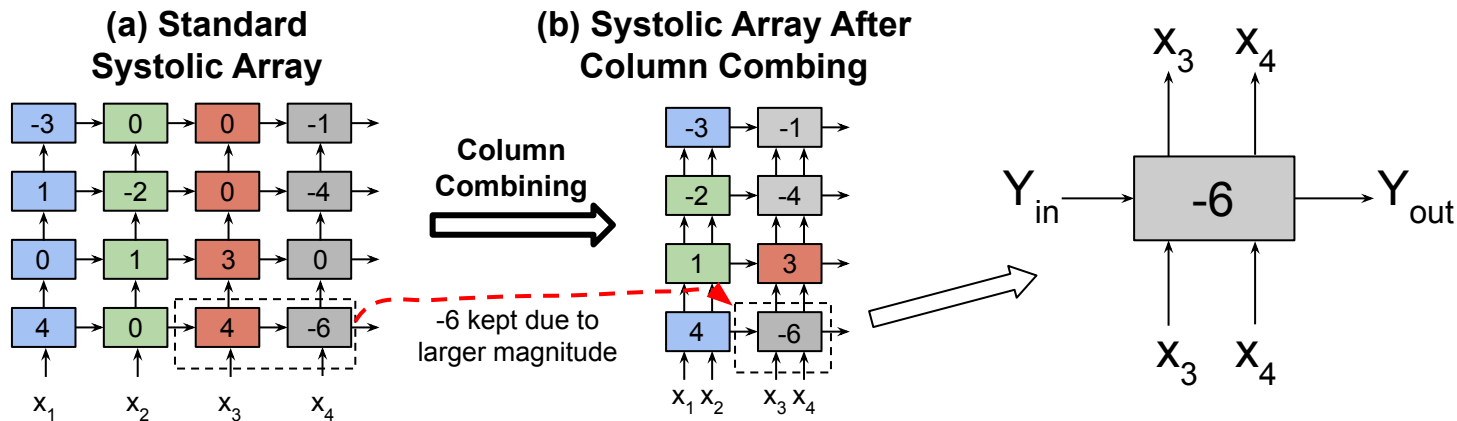 (a) Standard
Systolic Array
-3 0 0 -1
1 -2 0 -4
0 1 3 0
4 0 4 -6
x1 x2 x3 x4
Column
Combining
-6 kept due to
larger magnitude
(b) Systolic Array After
Column Combing
-3 -1
-2 -4
1 3
4 -6
x1 x2 x3 x4
x3 x4
Yin -6 Yout
x3 x4